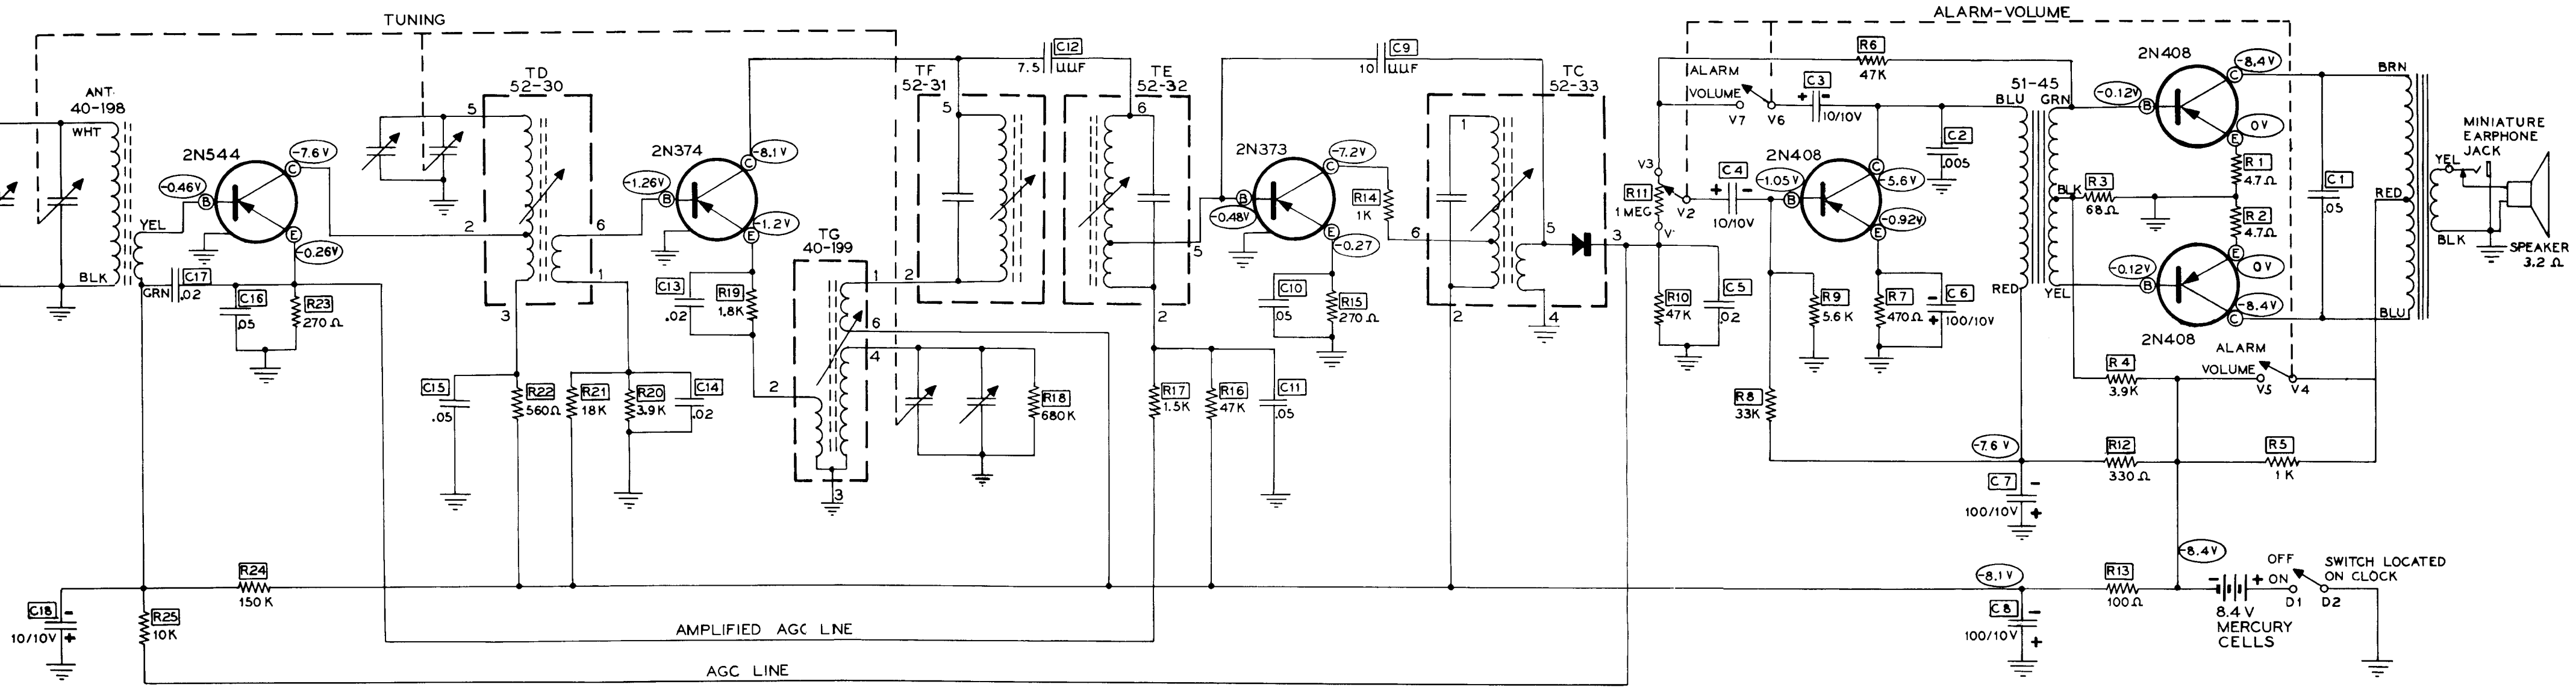 TUNING
ALARM-VOLUME
ANT.
40-198
WHT
YEL
BLK
GRN
C17
.02
C16
.05
R23
270 Ω
2N544
-0.46V
B
-7.6V
C
E
-0.26V
TD
52-30
5
2
3
6
1
C15
.05
R22
560Ω
R21
18K
R20
3.9K
C14
.02
2N374
-1.26V
B
-8.1V
C
-1.2V
E
C13
.02
R19
1.8K
TG
40-199
1
6
4
2
3
R18
680K
TF
52-31
5
2
C12
7.5 µµF
TE
52-32
6
5
2
R17
1.5K
R16
47K
C11
.05
C9
10 µµF
2N373
B
-0.48V
-7.2V
C
E
-0.27
R14
1K
C10
.05
R15
270Ω
TC
52-33
1
6
5
3
2
4
R6
47K
ALARM
VOLUME
V7
V6
C3
+ -
10/10V
V3
R11
1 MEG
V2
C4
+ -
10/10V
R10
47K
C5
.02
2N408
-1.05V
B
C
-5.6V
-0.92V
E
C2
.005
R9
5.6 K
R7
470Ω
C6
-
+
100/10V
R8
33K
51-45
BLU
GRN
BLK
RED
YEL
R3
68Ω
2N408
-0.12V
B
-8.4V
C
E
0V
R1
4.7Ω
R2
4.7Ω
-0.12V
B
E
0V
-8.4V
C
2N408
C1
.05
BRN
RED
BLU
YEL
BLK
MINIATURE
EARPHONE
JACK
SPEAKER
3.2 Ω
ALARM
VOLUME
V5
V4
R4
3.9K
-7.6 V
R12
330 Ω
R5
1 K
C7
-
100/10V
+
-8.4V
-8.1V
R13
100Ω
C8
-
100/10V
+
- +
8.4 V
MERCURY
CELLS
OFF
ON
D1
D2
SWITCH LOCATED
ON CLOCK
R24
150 K
C18
-
10/10V
+
R25
10K
AMPLIFIED AGC LINE
AGC LINE